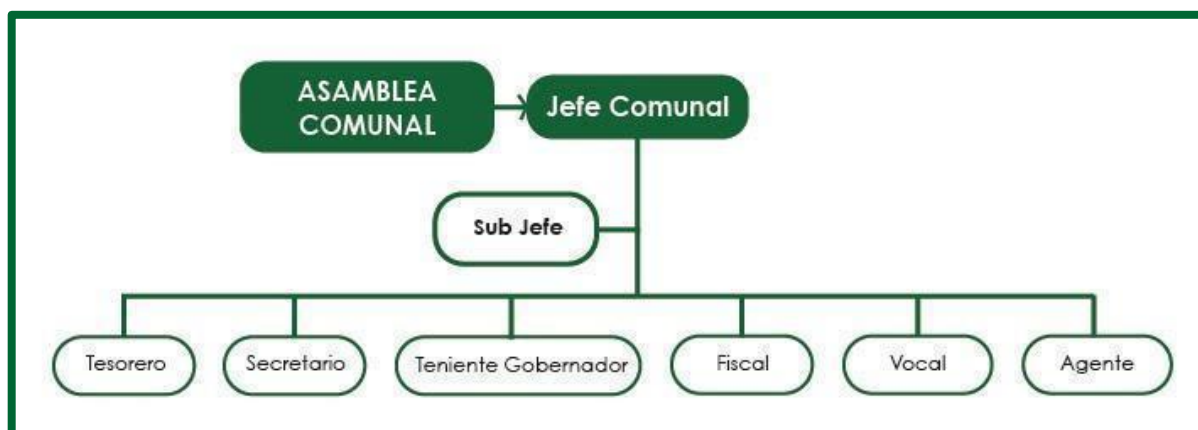 ASAMBLEA
COMUNAL
Jefe Comunal
Sub Jefe
Tesorero
Secretario
Teniente Gobernador
Fiscal
Vocal
Agente